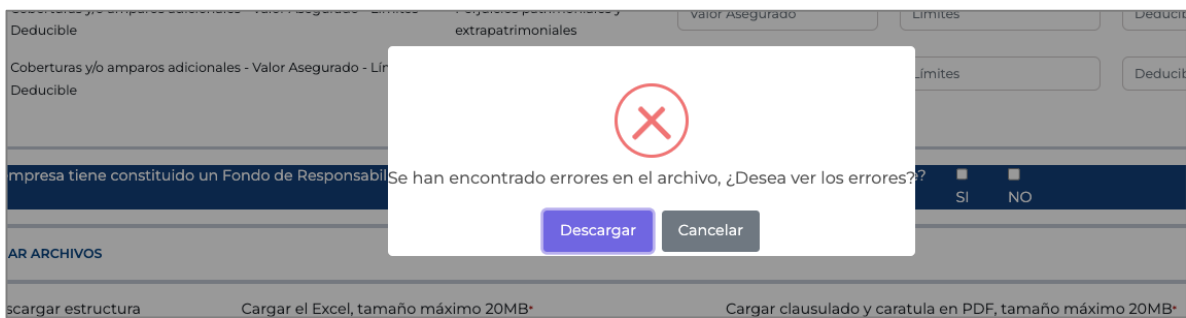 Coberturas y/o amparos adicionales - Valor Asegurado - Límites
Deducible
Perjuicios patrimoniales y
extrapatrimoniales
Valor Asegurado
Límites
Deducib
Coberturas y/o amparos adicionales - Valor Asegurado - Lím
Deducible
Límites
Deducib
mpresa tiene constituido un Fondo de Responsabil
?
SI
NO
Se han encontrado errores en el archivo, ¿Desea ver los errores?
Descargar
Cancelar
AR ARCHIVOS
scargar estructura
Cargar el Excel, tamaño máximo 20MB*
Cargar clausulado y caratula en PDF, tamaño máximo 20MB*